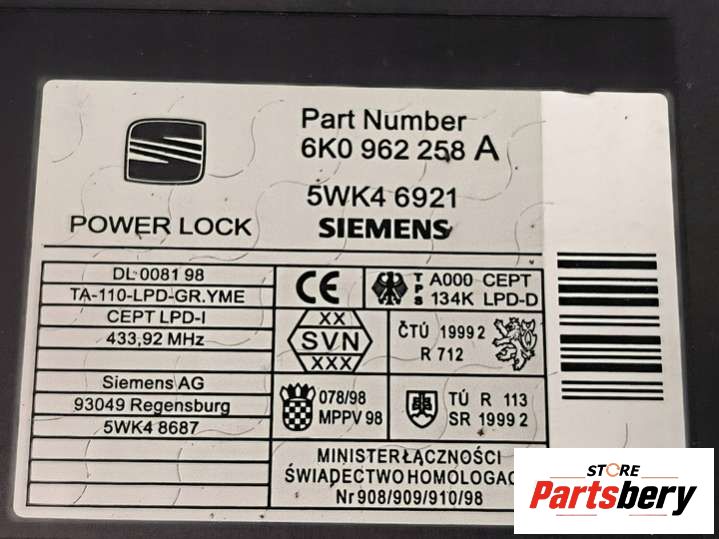 Part Number
6K0 962 258 A
5WK4 6921
POWER LOCK
SIEMENS
DL 0081 98
TA-110-LPD-GR.YME
CEPT LPD-I
433,92 MHz
Siemens AG
93049 Regensburg
5WK4 8687
CE
TPS
A000 CEPT
134K LPD-D
XX
SVN
XXX
ČTÚ 1999 2
R 712
078/98
MPPV 98
TÚ R 113
SR 1999 2
MINISTER ŁĄCZNOŚCI
ŚWIADECTWO HOMOLOGAC
Nr 908/909/910/98
STORE
Partsbery